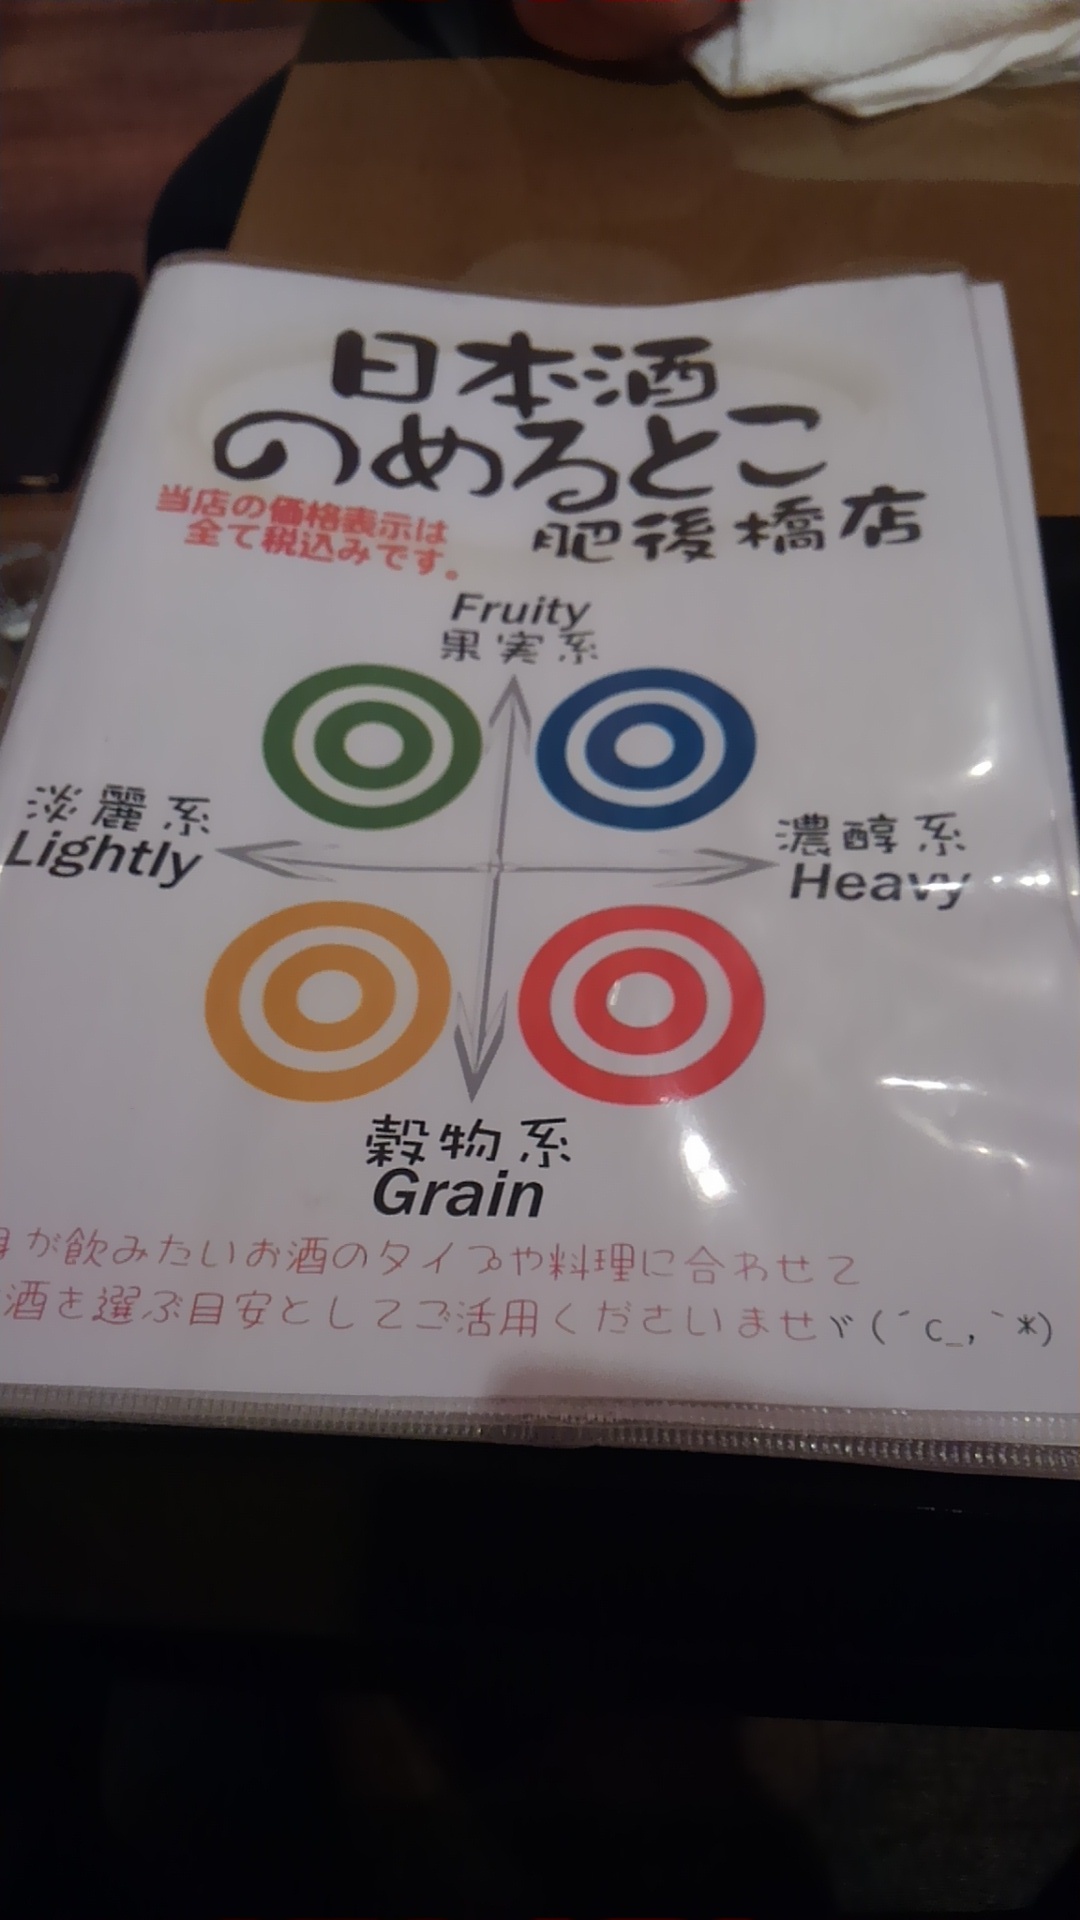 日本酒
のめるとこ
肥後橋店
当店の価格表示は
全て税込みです。
Fruity
果実系
淡麗系
Lightly
濃醇系
Heavy
穀物系
Grain
が飲みたいお酒のタイプや料理に合わせて
酒を選ぶ目安としてご活用くださいませヾ(´c_,｀*)